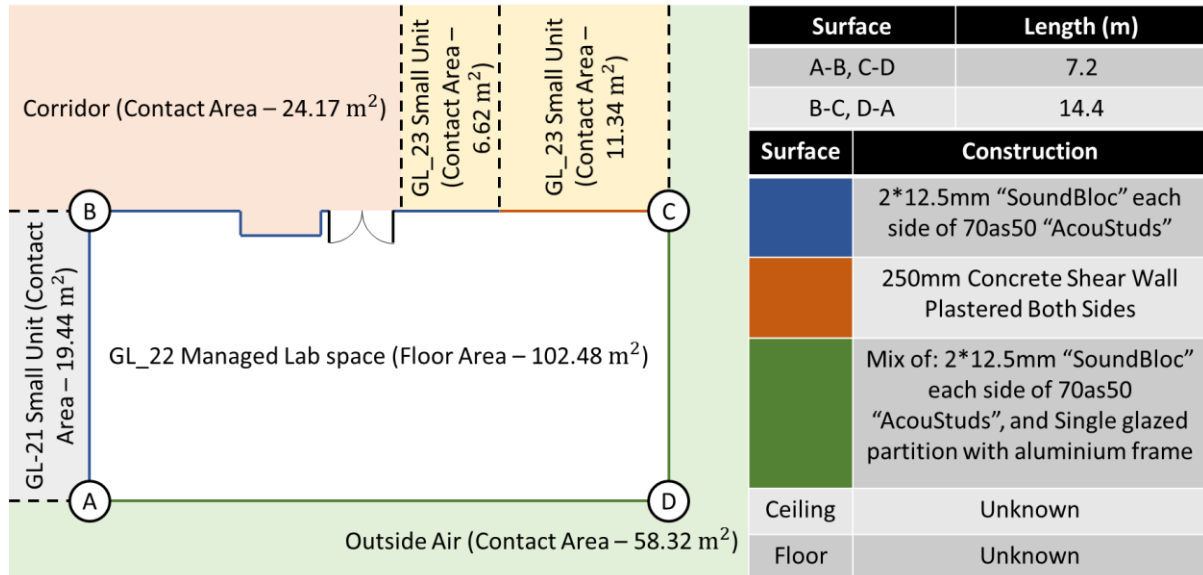 Corridor (Contact Area – 24.17 m²)
GL_23 Small Unit
(Contact Area –
6.62 m²)
GL_23 Small Unit
(Contact Area –
11.34 m²)
B
C
GL-21 Small Unit (Contact
Area – 19.44 m²)
GL_22 Managed Lab space (Floor Area – 102.48 m²)
A
D
Outside Air (Contact Area – 58.32 m²)
Surface Length (m)
A-B, C-D 7.2
B-C, D-A 14.4
Surface Construction
2*12.5mm “SoundBloc” each
side of 70as50 “AcouStuds”
250mm Concrete Shear Wall
Plastered Both Sides
Mix of: 2*12.5mm “SoundBloc”
each side of 70as50
“AcouStuds”, and Single glazed
partition with aluminium frame
Ceiling Unknown
Floor Unknown